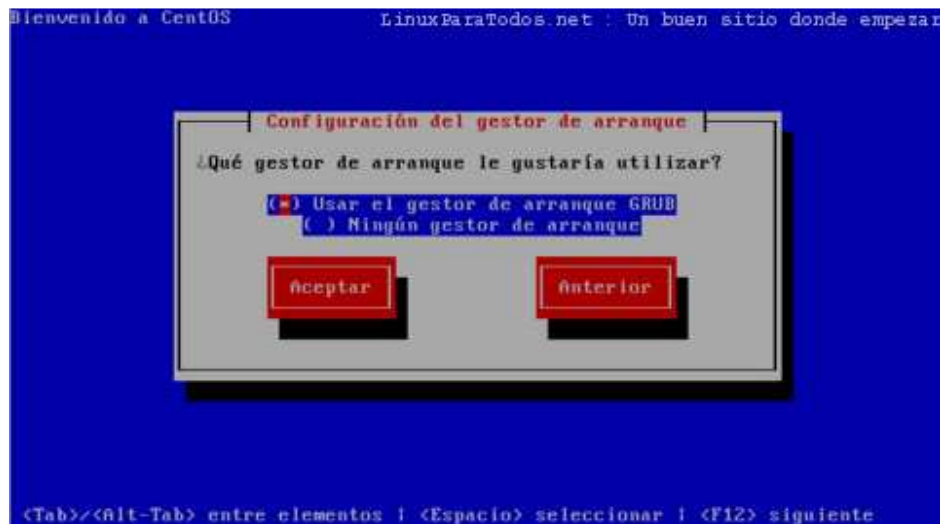 Bienvenido a CentOS LinuxParaTodos.net : Un buen sitio donde empezar
Configuración del gestor de arranque
¿Qué gestor de arranque le gustaría utilizar?
(*) Usar el gestor de arranque GRUB
( ) Ningún gestor de arranque
Aceptar Anterior
<Tab>/<Alt-Tab> entre elementos | <Espacio> seleccionar | <F12> siguiente